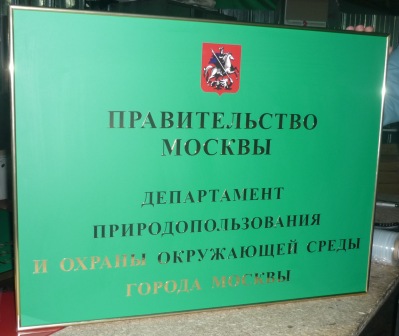 ПРАВИТЕЛЬСТВО
МОСКВЫ
ДЕПАРТАМЕНТ
ПРИРОДОПОЛЬЗОВАНИЯ
И ОХРАНЫ ОКРУЖАЮЩЕЙ СРЕДЫ
ГОРОДА МОСКВЫ